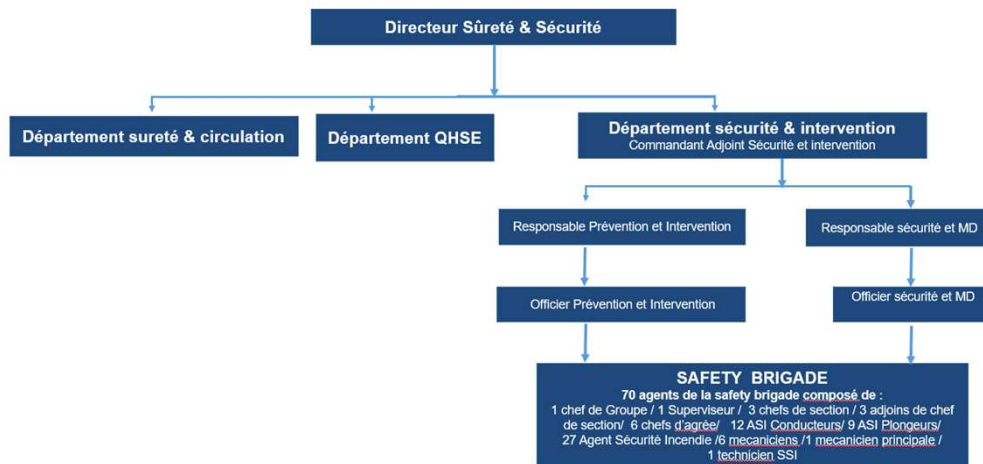 Directeur Sûreté & Sécurité
Département sureté & circulation
Département QHSE
Département sécurité & intervention
Commandant Adjoint Sécurité et intervention
Responsable Prévention et Intervention
Responsable sécurité et MD
Officier Prévention et Intervention
Officier sécurité et MD
SAFETY BRIGADE
70 agents de la safety brigade composé de :
1 chef de Groupe / 1 Superviseur / 3 chefs de section / 3 adjoins de chef
de section/ 6 chefs d'agrée/ 12 ASI Conducteurs/ 9 ASI Plongeurs/
27 Agent Sécurité Incendie /6 mecaniciens /1 mecanicien principale /
1 technicien SSI